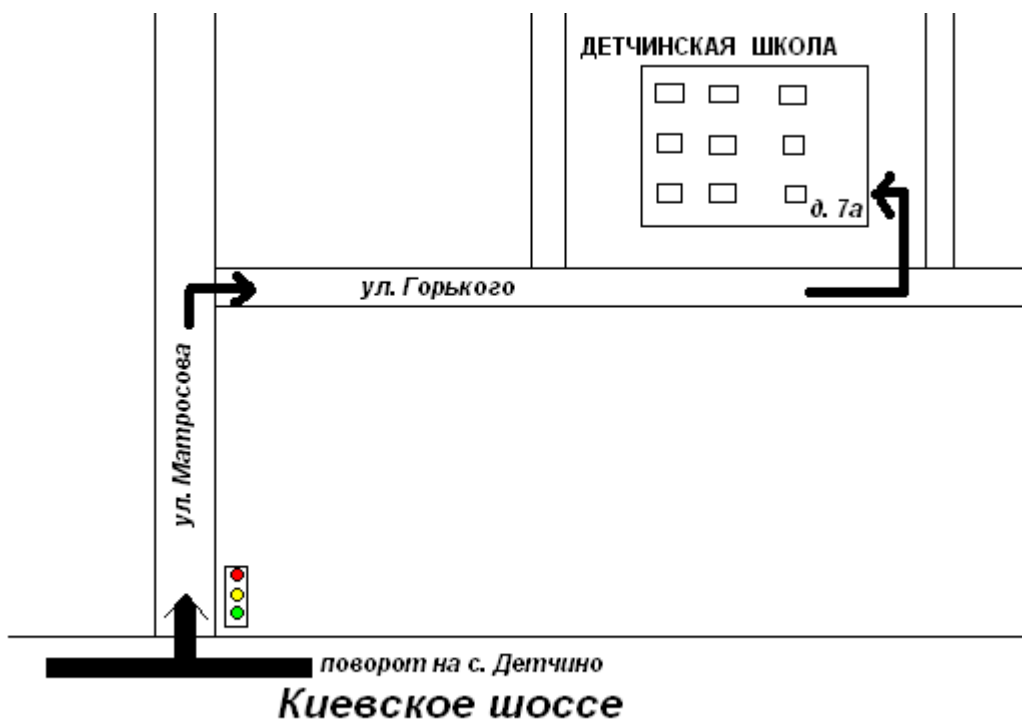 ДЕТЧИНСКАЯ ШКОЛА
д. 7а
ул. Горького
ул. Матросова
поворот на с. Детчино
Киевское шоссе